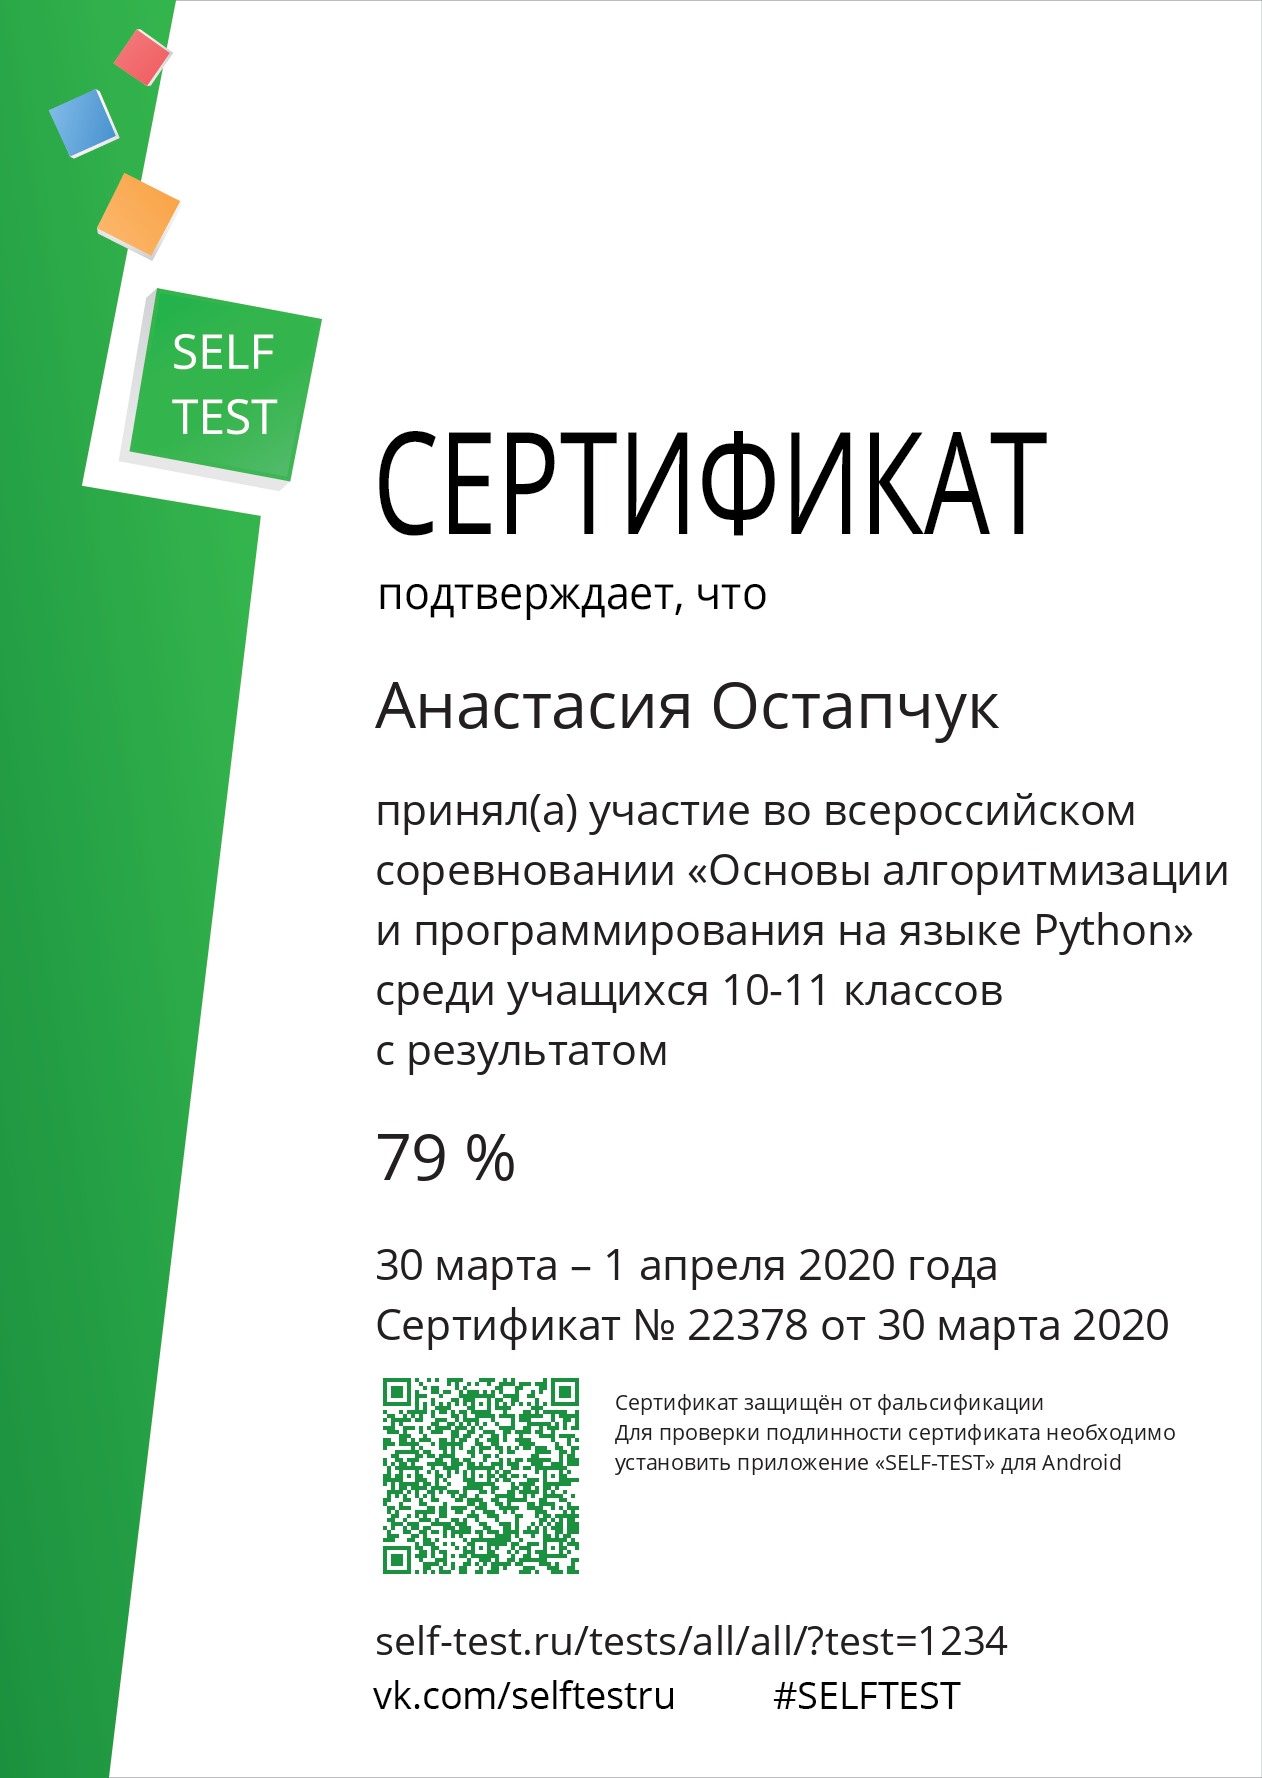 SELF
TEST
СЕРТИФИКАТ
подтверждает, что
Анастасия Остапчук
принял(а) участие во всероссийском
соревновании «Основы алгоритмизации
и программирования на языке Python»
среди учащихся 10-11 классов
с результатом
79 %
30 марта – 1 апреля 2020 года
Сертификат № 22378 от 30 марта 2020
Сертификат защищён от фальсификации
Для проверки подлинности сертификата необходимо
установить приложение «SELF-TEST» для Android
self-test.ru/tests/all/all/?test=1234
vk.com/selftestru #SELFTEST